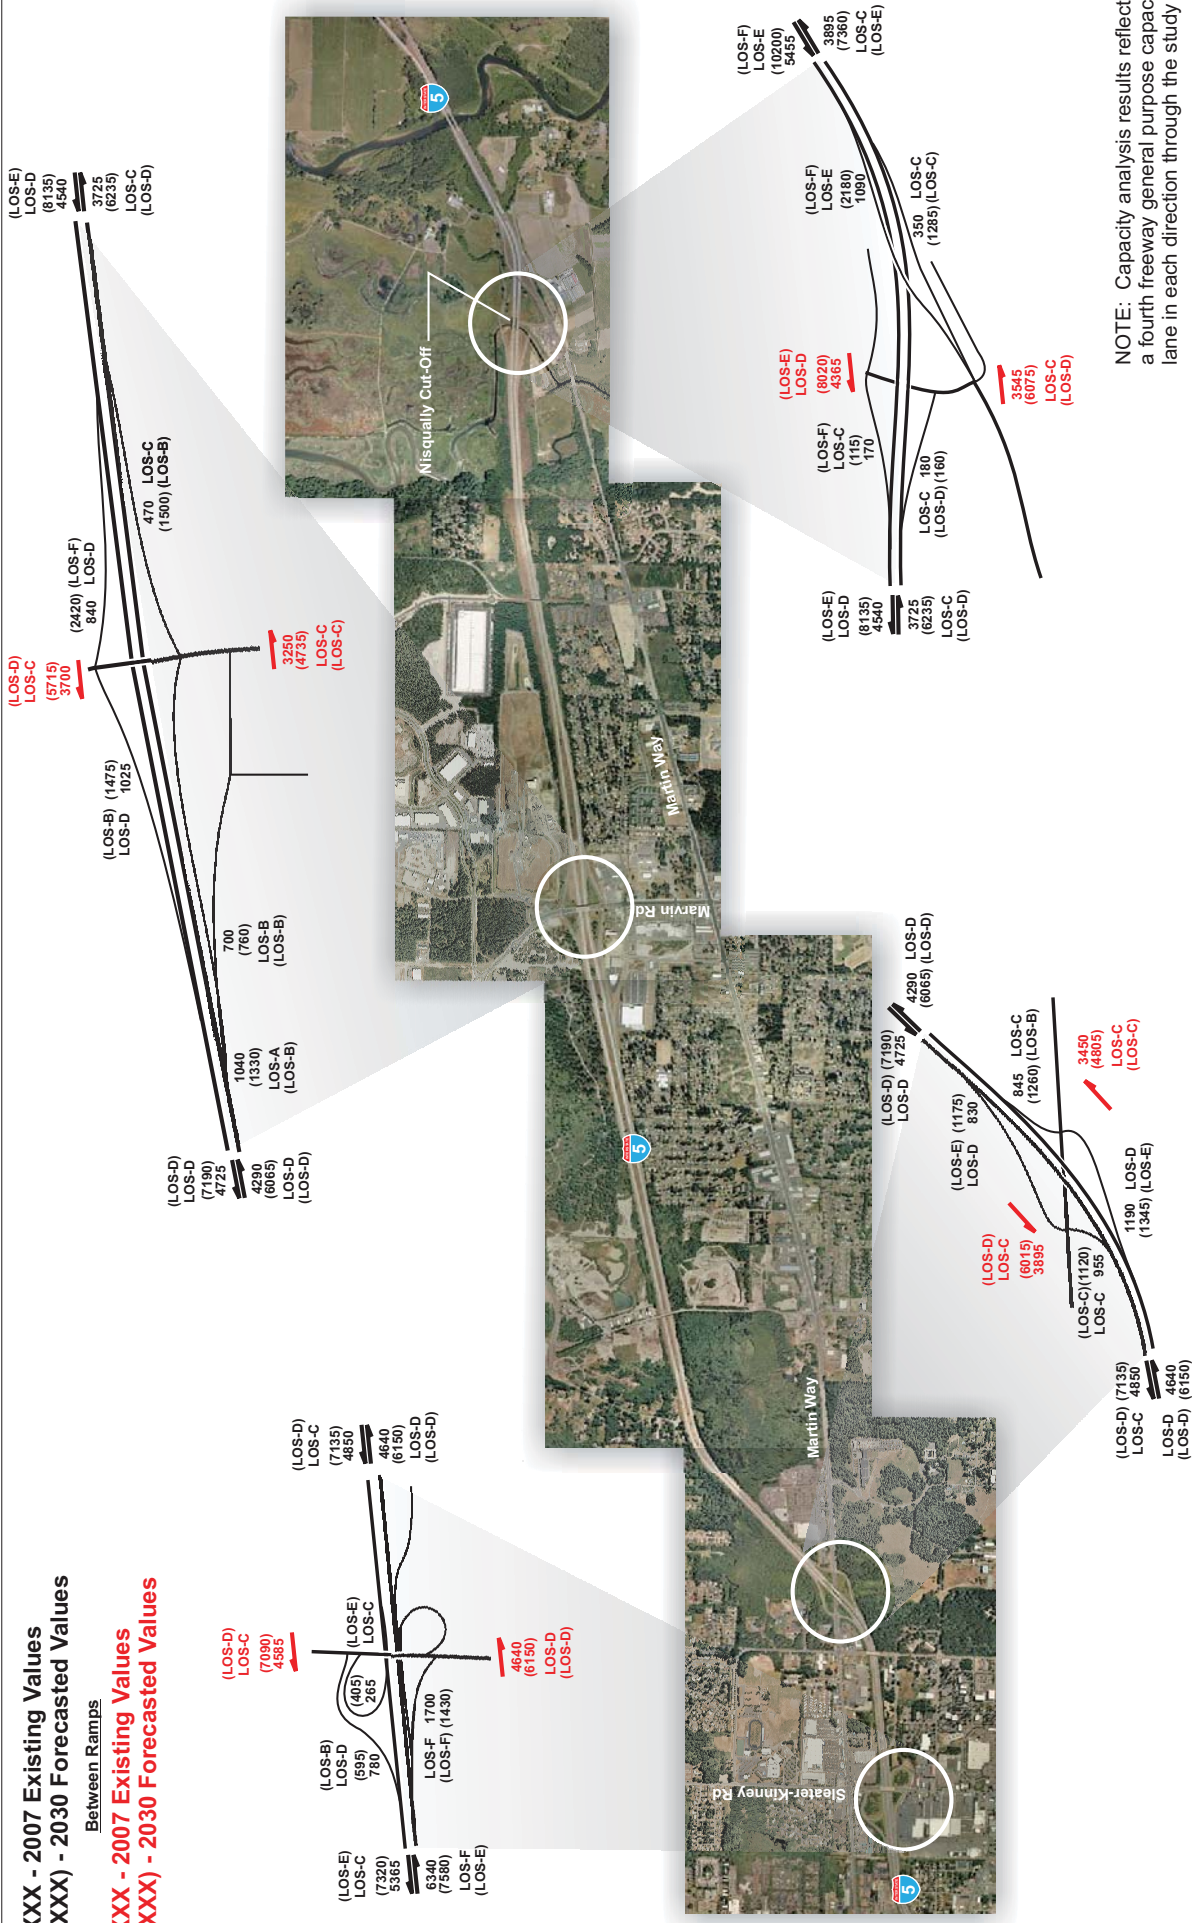 XX - 2007 Existing Values
XXX) - 2030 Forecasted Values
Between Ramps
XX - 2007 Existing Values
XXX) - 2030 Forecasted Values
(LOS-E)
LOS-C
(7320)
5365
6340
(7580)
LOS-F
(LOS-E)
(LOS-B)
LOS-D
(595)
780
(405)
265
(LOS-E)
LOS-C
LOS-F 1700
(LOS-F) (1430)
(LOS-D)
LOS-C
(7090)
4585
4640
(6150)
LOS-D
(LOS-D)
(LOS-D)
LOS-C
(7135)
4850
4640
(6150)
LOS-D
(LOS-D)
(LOS-D)
LOS-D
(7190)
4725
4290
(6065)
LOS-D
(LOS-D)
1040
(1330)
LOS-A
(LOS-B)
700
(760)
LOS-B
(LOS-B)
(LOS-B) (1475)
LOS-D 1025
(LOS-D)
LOS-C
(5715)
3700
3250
(4735)
LOS-C
(LOS-C)
(2420) (LOS-F)
840 LOS-D
470 LOS-C
(1500) (LOS-B)
(LOS-E)
LOS-D
(8135)
4540
3725
(6235)
LOS-C
(LOS-D)
5
Nisqually Cut-Off
Martin Way
Marvin Rd
5
Martin Way
Sleater-Kinney Rd
5
(LOS-D) (7135)
LOS-C 4850
LOS-D 4640
(LOS-D) (6150)
(LOS-C) (1120)
LOS-C 955
1190 LOS-D
(1345) (LOS-E)
(LOS-D)
LOS-C
(6015)
3895
3450
(4805)
LOS-C
(LOS-C)
(LOS-E) (1175)
LOS-D 830
845 LOS-C
(1260) (LOS-B)
(LOS-D) (7190)
LOS-D 4725
4290 LOS-D
(6065) (LOS-D)
(LOS-E)
LOS-D
(8135)
4540
3725
(6235)
LOS-C
(LOS-D)
(LOS-F)
LOS-C
(115)
170
LOS-C 180
(LOS-D) (160)
(LOS-E)
LOS-D
(8020)
4365
3545
(6075)
LOS-C
(LOS-D)
(LOS-F)
LOS-E
(2180)
1090
350 LOS-C
(1285) (LOS-C)
(LOS-F)
LOS-E
(10200)
5455
3895
(7360)
LOS-C
(LOS-E)
NOTE: Capacity analysis results reflect
a fourth freeway general purpose capac
lane in each direction through the study